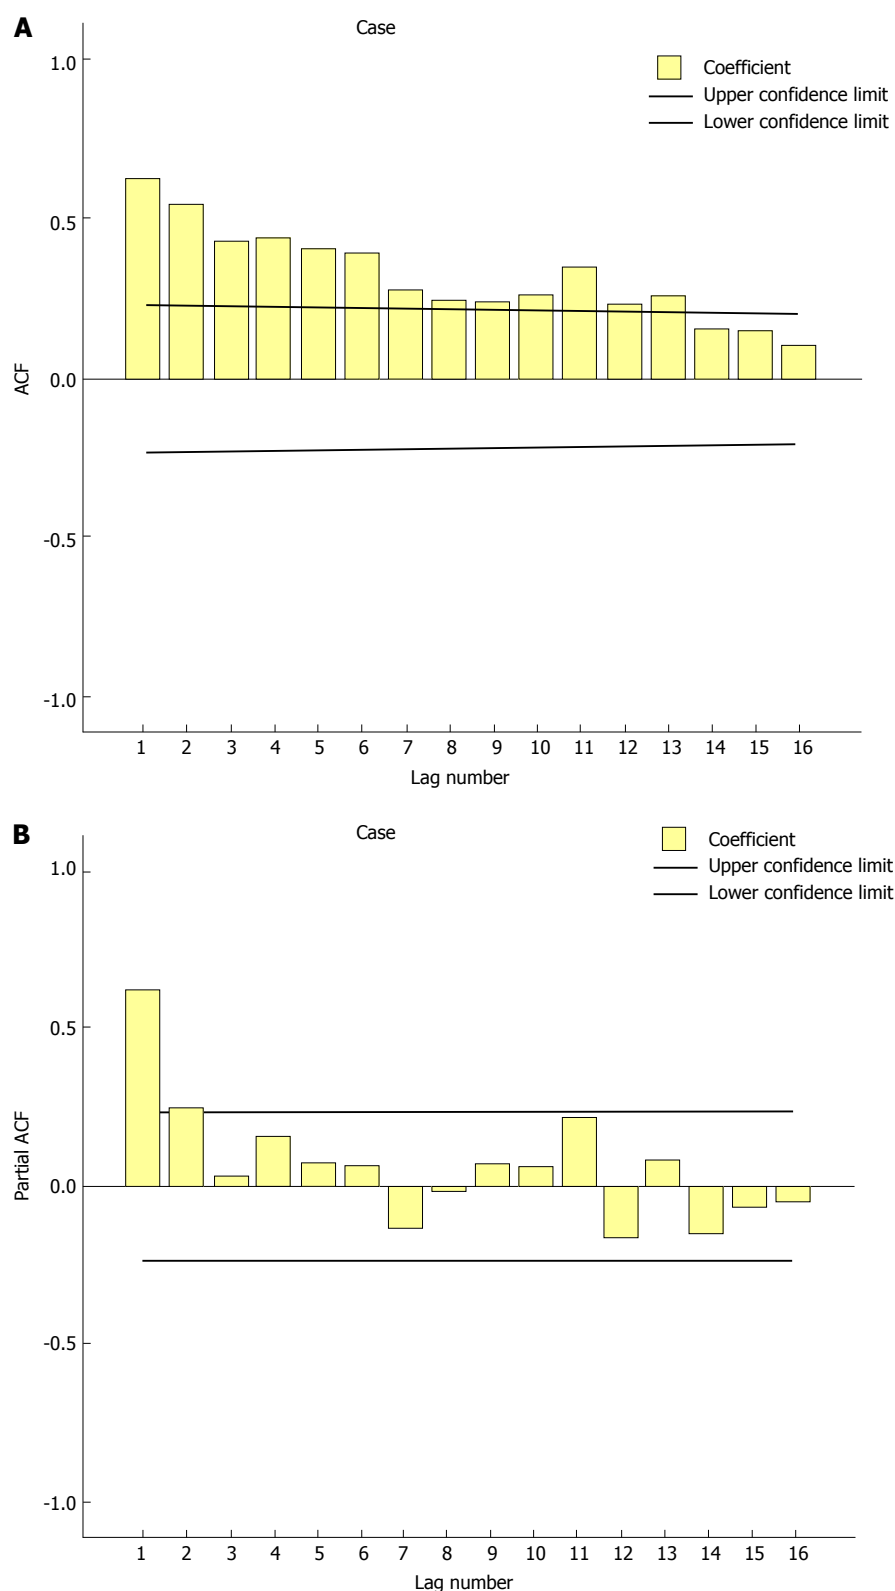 A
Case
Coefficient
Upper confidence limit
Lower confidence limit
1.0
0.5
0.0
-0.5
-1.0
ACF
1 2 3 4 5 6 7 8 9 10 11 12 13 14 15 16
Lag number
B
Case
Coefficient
Upper confidence limit
Lower confidence limit
1.0
0.5
0.0
-0.5
-1.0
Partial ACF
1 2 3 4 5 6 7 8 9 10 11 12 13 14 15 16
Lag number